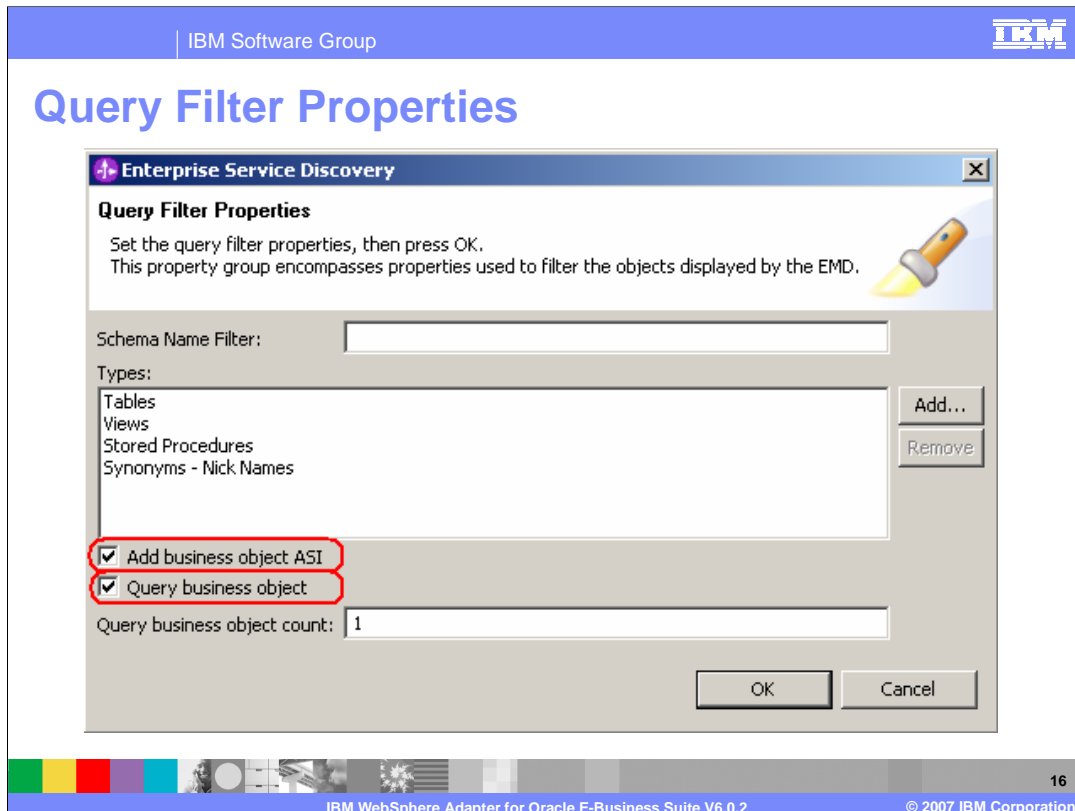 IBM Software Group
IBM
Query Filter Properties
Enterprise Service Discovery
Query Filter Properties
Set the query filter properties, then press OK.
This property group encompasses properties used to filter the objects displayed by the EMD.
Schema Name Filter:
Types:
Tables
Views
Stored Procedures
Synonyms - Nick Names
Add...
Remove
Add business object ASI
Query business object
Query business object count: 1
OK
Cancel
16
IBM WebSphere Adapter for Oracle E-Business Suite V6.0.2
© 2007 IBM Corporation